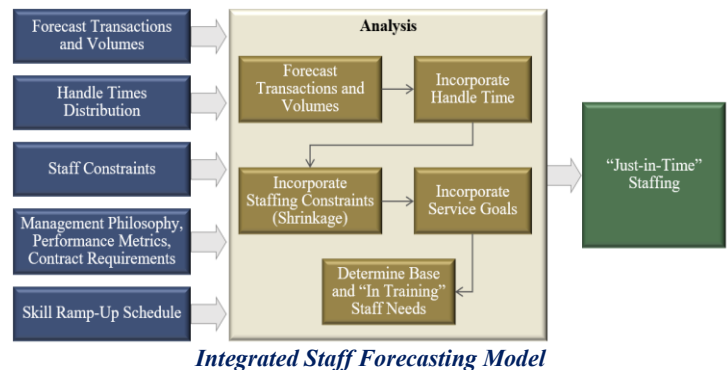 Forecast Transactions
and Volumes
Handle Times
Distribution
Staff Constraints
Management Philosophy,
Performance Metrics,
Contract Requirements
Skill Ramp-Up Schedule
Analysis
Forecast
Transactions and
Volumes
Incorporate
Handle Time
Incorporate
Staffing Constraints
(Shrinkage)
Incorporate
Service Goals
Determine Base
and “In Training”
Staff Needs
“Just-in-Time”
Staffing
Integrated Staff Forecasting Model